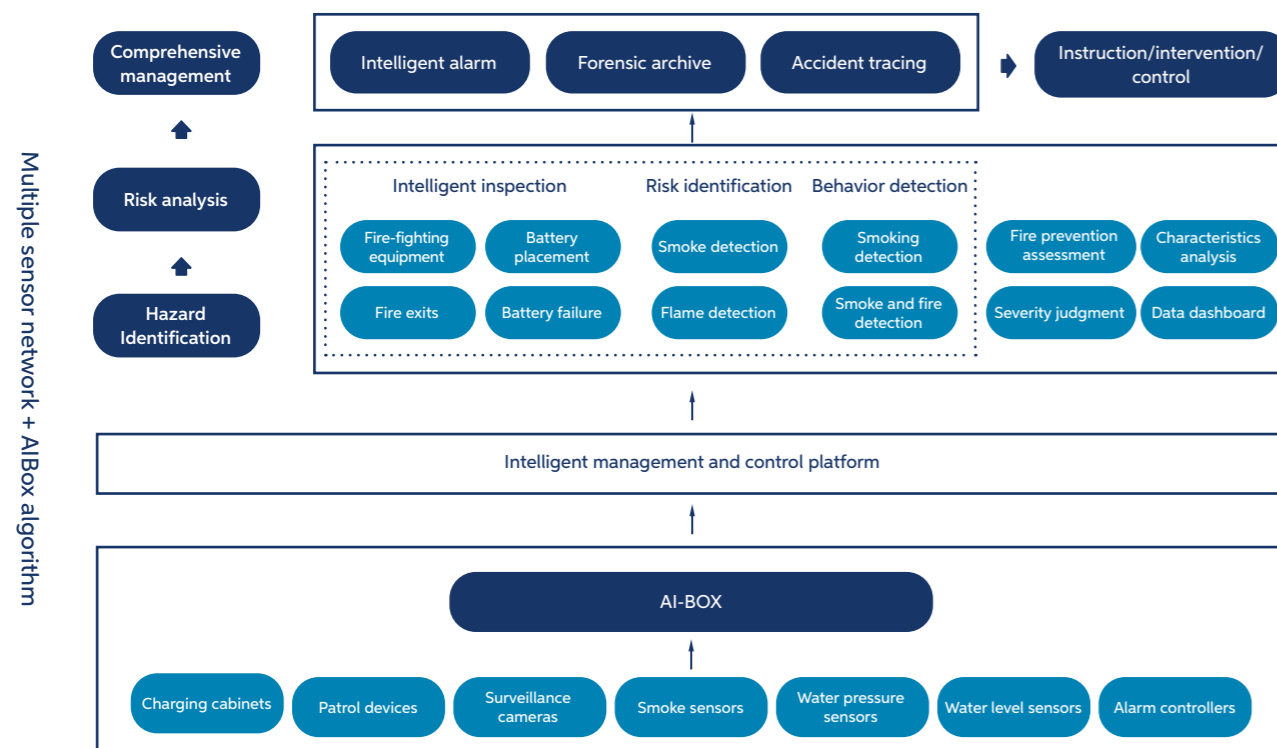 Multiple sensor network + AIBox algorithm
Comprehensive
management
Risk analysis
Hazard
Identification
Intelligent alarm
Forensic archive
Accident tracing
Instruction/intervention/
control
Intelligent inspection
Risk identification
Behavior detection
Fire-fighting
equipment
Battery
placement
Smoke detection
Smoking
detection
Fire prevention
assessment
Characteristics
analysis
Fire exits
Battery failure
Flame detection
Smoke and fire
detection
Severity judgment
Data dashboard
Intelligent management and control platform
AI-BOX
Charging cabinets
Patrol devices
Surveillance
cameras
Smoke sensors
Water pressure
sensors
Water level sensors
Alarm controllers